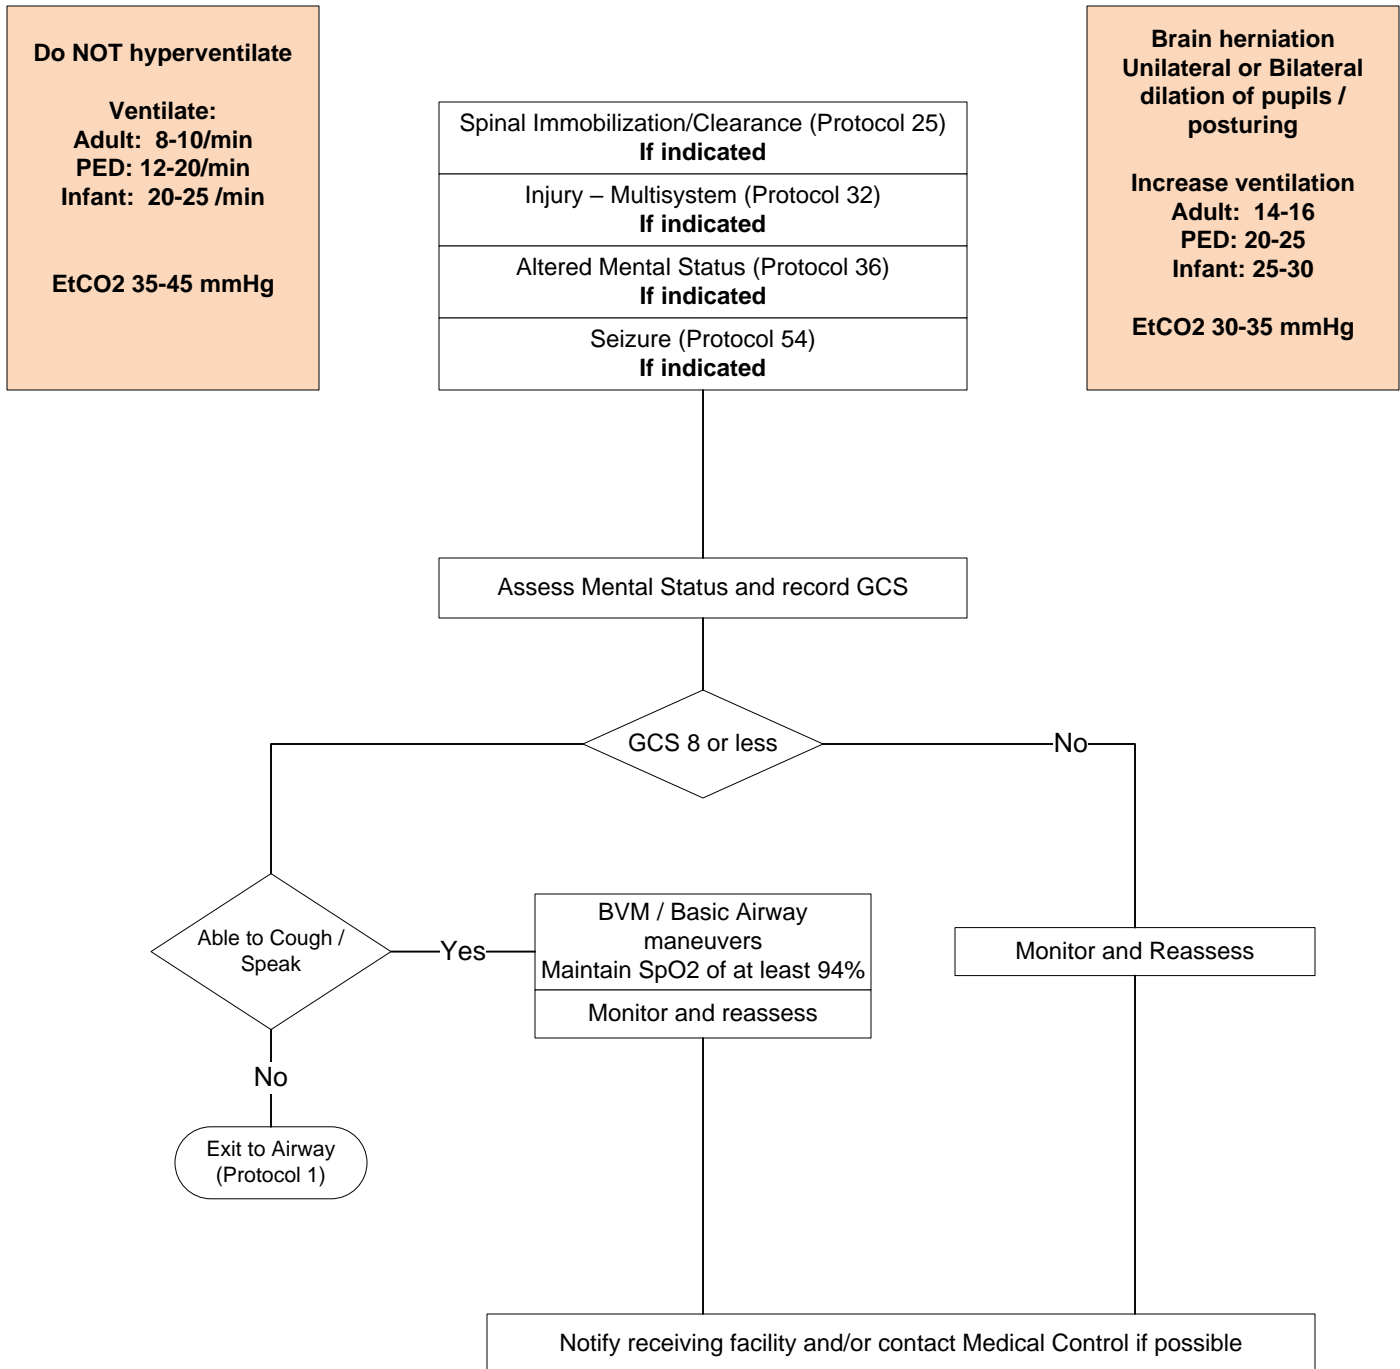 Do NOT hyperventilate
Ventilate:
Adult: 8-10/min
PED: 12-20/min
Infant: 20-25 /min
EtCO2 35-45 mmHg
Brain herniation
Unilateral or Bilateral
dilation of pupils /
posturing
Increase ventilation
Adult: 14-16
PED: 20-25
Infant: 25-30
EtCO2 30-35 mmHg
Spinal Immobilization/Clearance (Protocol 25)
If indicated
Injury – Multisystem (Protocol 32)
If indicated
Altered Mental Status (Protocol 36)
If indicated
Seizure (Protocol 54)
If indicated
Assess Mental Status and record GCS
GCS 8 or less
No
Able to Cough /
Speak
Yes
BVM / Basic Airway
maneuvers
Maintain SpO2 of at least 94%
Monitor and reassess
Monitor and Reassess
No
Exit to Airway
(Protocol 1)
Notify receiving facility and/or contact Medical Control if possible